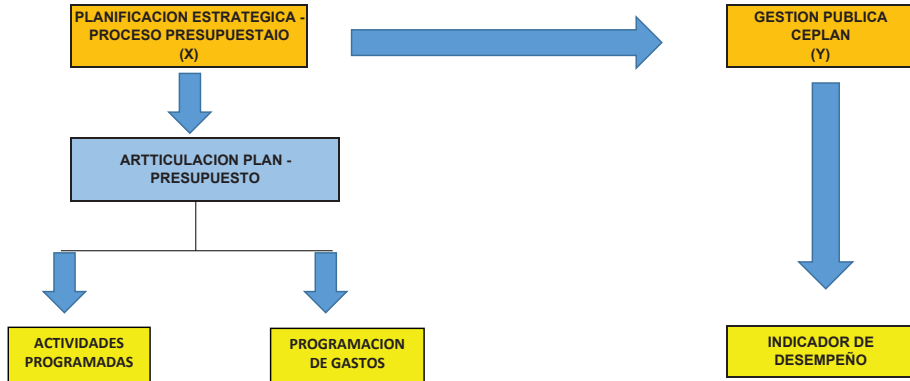 PLANIFICACION ESTRATEGICA -
PROCESO PRESUPUESTAIO
(X)
GESTION PUBLICA
CEPLAN
(Y)
ARTTICULACION PLAN -
PRESUPUESTO
ACTIVIDADES
PROGRAMADAS
PROGRAMACION
DE GASTOS
INDICADOR DE
DESEMPEÑO